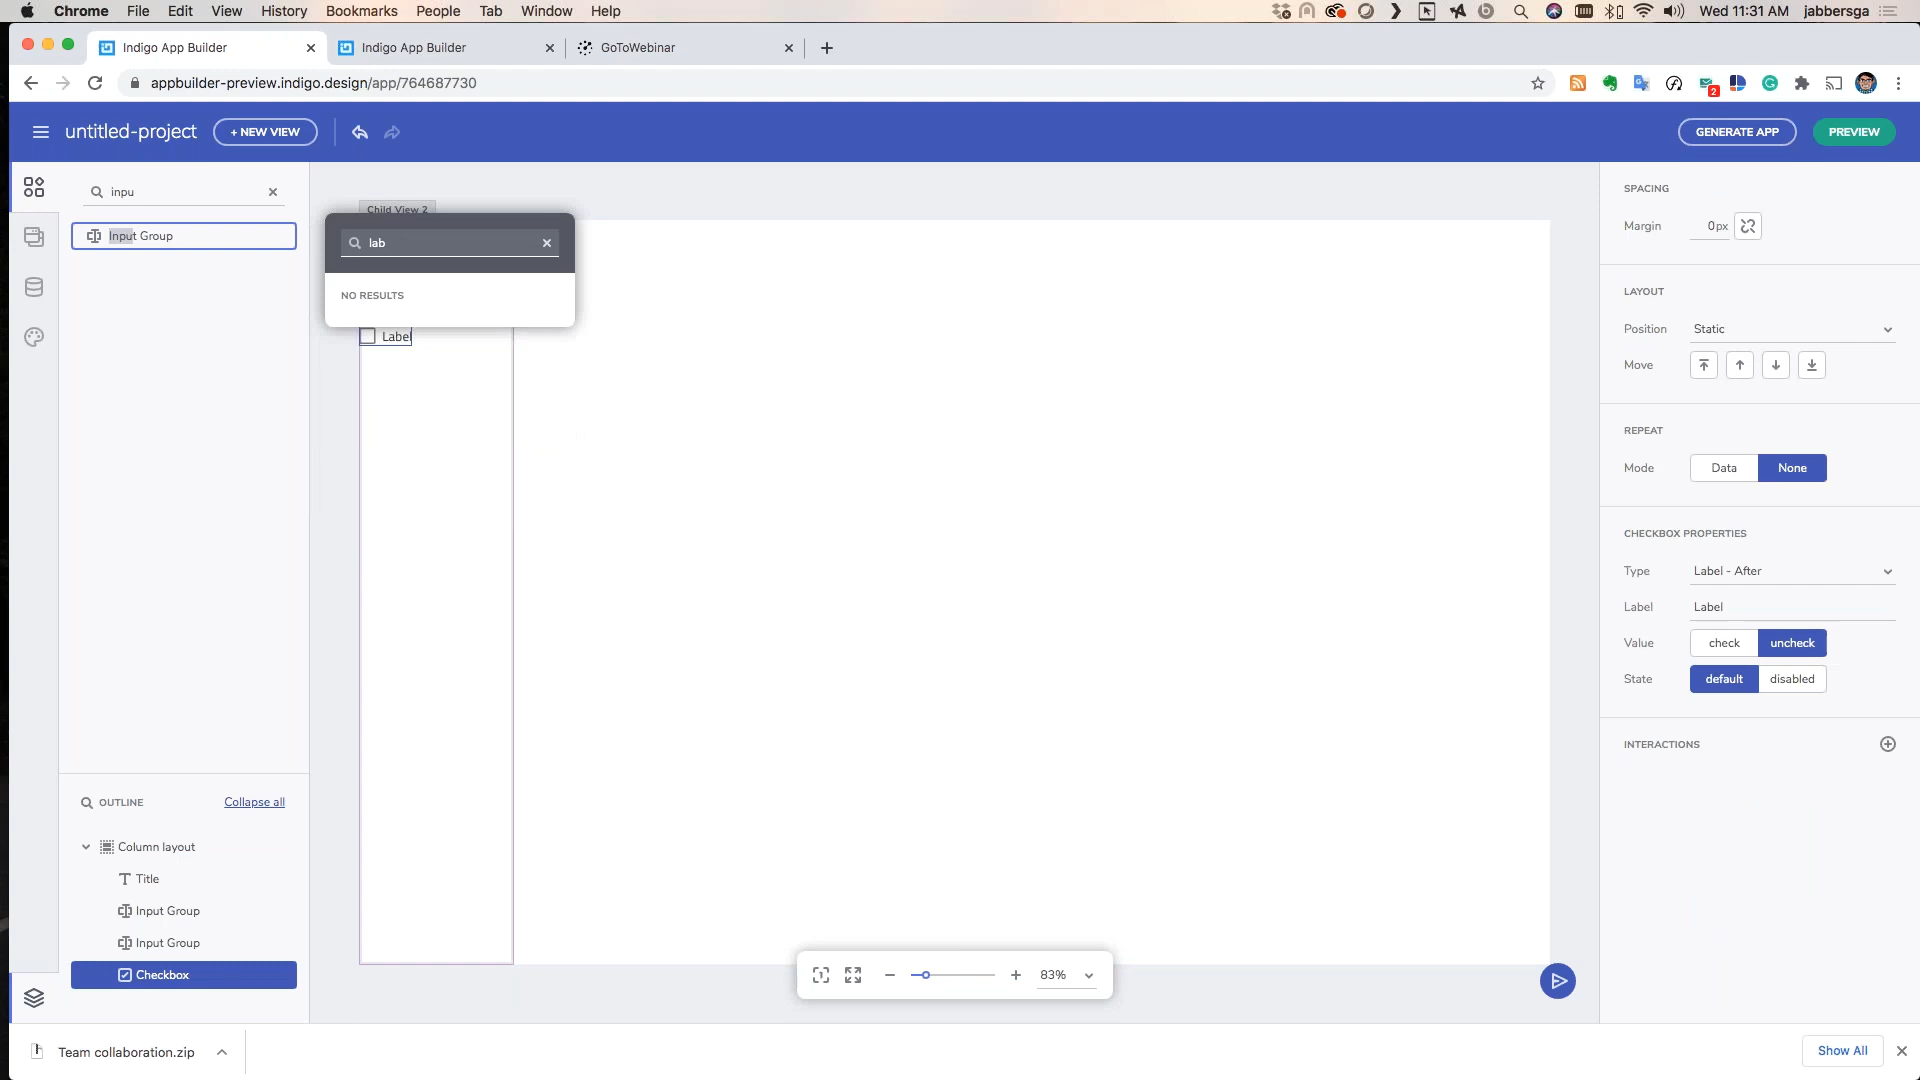 Chrome File Edit View History Bookmarks People Tab Window Help
2 Wed 11:31 AM jabbersga
Indigo App Builder
Indigo App Builder
GoToWebinar
appbuilder-preview.indigo.design/app/764687730
untitled-project
+ NEW VIEW
GENERATE APP
PREVIEW
inpu
Input Group
Child View 2
lab
NO RESULTS
Label
SPACING
Margin 0px
LAYOUT
Position Static
Move
REPEAT
Mode Data None
CHECKBOX PROPERTIES
Type Label - After
Label Label
Value check uncheck
State default disabled
INTERACTIONS
OUTLINE Collapse all
Column layout
Title
Input Group
Input Group
Checkbox
83%
Team collaboration.zip
Show All